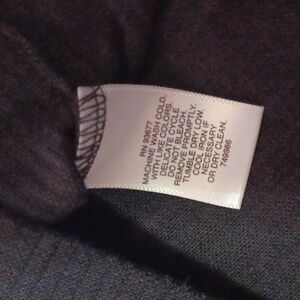 RN 93677
MACHINE WASH COLD.
WITH LIKE COLORS.
DELICATE CYCLE
DO NOT BLEACH.
REMOVE PROMPTLY.
TUMBLE DRY LOW.
COOL IRON IF
NECESSARY
OR DRY CLEAN.
749986